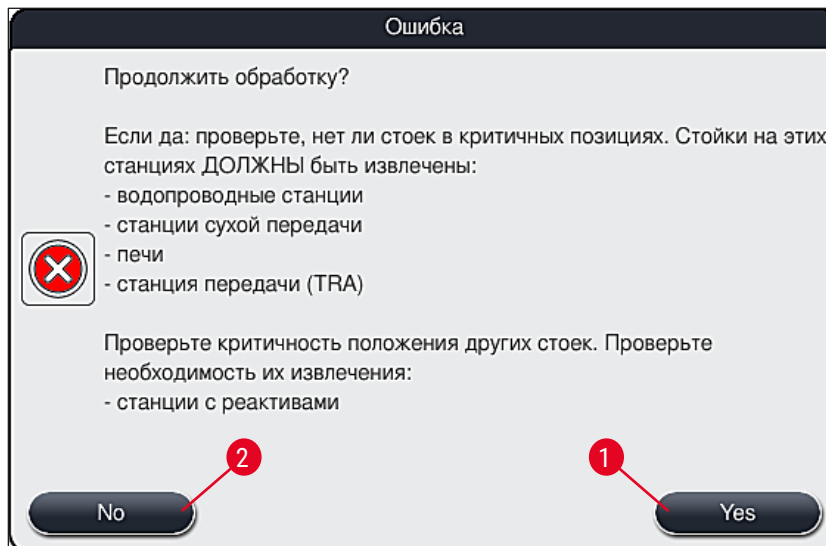 Ошибка
Продолжить обработку?
Если да: проверьте, нет ли стоек в критичных позициях. Стойки на этих
станциях ДОЛЖНЫ быть извлечены:
- водопроводные станции
- станции сухой передачи
- печи
- станция передачи (TRA)
Проверьте критичность положения других стоек. Проверьте
необходимость их извлечения:
- станции с реактивами
2
1
No
Yes